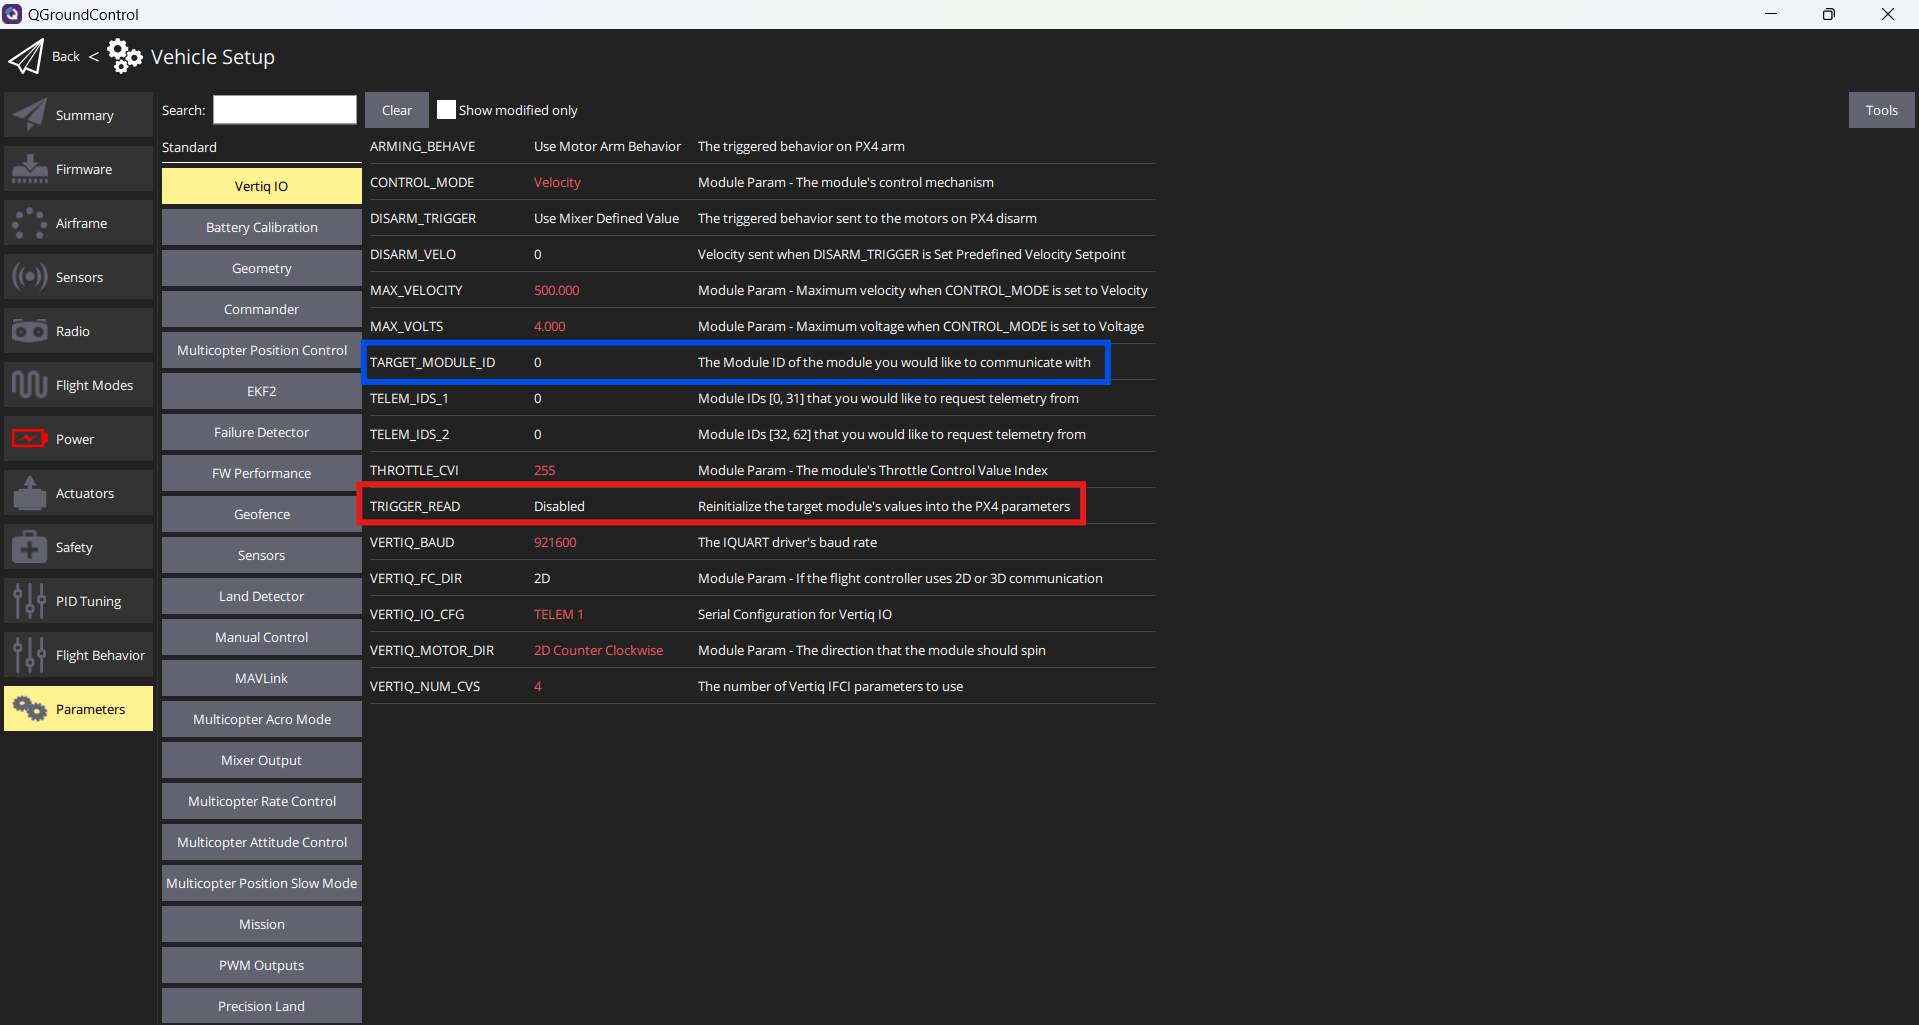 QGroundControl
Back < Vehicle Setup
Summary
Firmware
Airframe
Sensors
Radio
Flight Modes
Power
Actuators
Safety
PID Tuning
Flight Behavior
Parameters
Search: Clear Show modified only Tools
Standard
Vertiq IO
Battery Calibration
Geometry
Commander
Multicopter Position Control
EKF2
Failure Detector
FW Performance
Geofence
Sensors
Land Detector
Manual Control
MAVLink
Multicopter Acro Mode
Mixer Output
Multicopter Rate Control
Multicopter Attitude Control
Multicopter Position Slow Mode
Mission
PWM Outputs
Precision Land
ARMING_BEHAVE Use Motor Arm Behavior The triggered behavior on PX4 arm
CONTROL_MODE Velocity Module Param - The module's control mechanism
DISARM_TRIGGER Use Mixer Defined Value The triggered behavior sent to the motors on PX4 disarm
DISARM_VELO 0 Velocity sent when DISARM_TRIGGER is Set Predefined Velocity Setpoint
MAX_VELOCITY 500.000 Module Param - Maximum velocity when CONTROL_MODE is set to Velocity
MAX_VOLTS 4.000 Module Param - Maximum voltage when CONTROL_MODE is set to Voltage
TARGET_MODULE_ID 0 The Module ID of the module you would like to communicate with
TELEM_IDS_1 0 Module IDs [0, 31] that you would like to request telemetry from
TELEM_IDS_2 0 Module IDs [32, 62] that you would like to request telemetry from
THROTTLE_CVI 255 Module Param - The module's Throttle Control Value Index
TRIGGER_READ Disabled Reinitialize the target module's values into the PX4 parameters
VERTIQ_BAUD 921600 The IQUART driver's baud rate
VERTIQ_FC_DIR 2D Module Param - If the flight controller uses 2D or 3D communication
VERTIQ_IO_CFG TELEM 1 Serial Configuration for Vertiq IO
VERTIQ_MOTOR_DIR 2D Counter Clockwise Module Param - The direction that the module should spin
VERTIQ_NUM_CVS 4 The number of Vertiq IFCI parameters to use